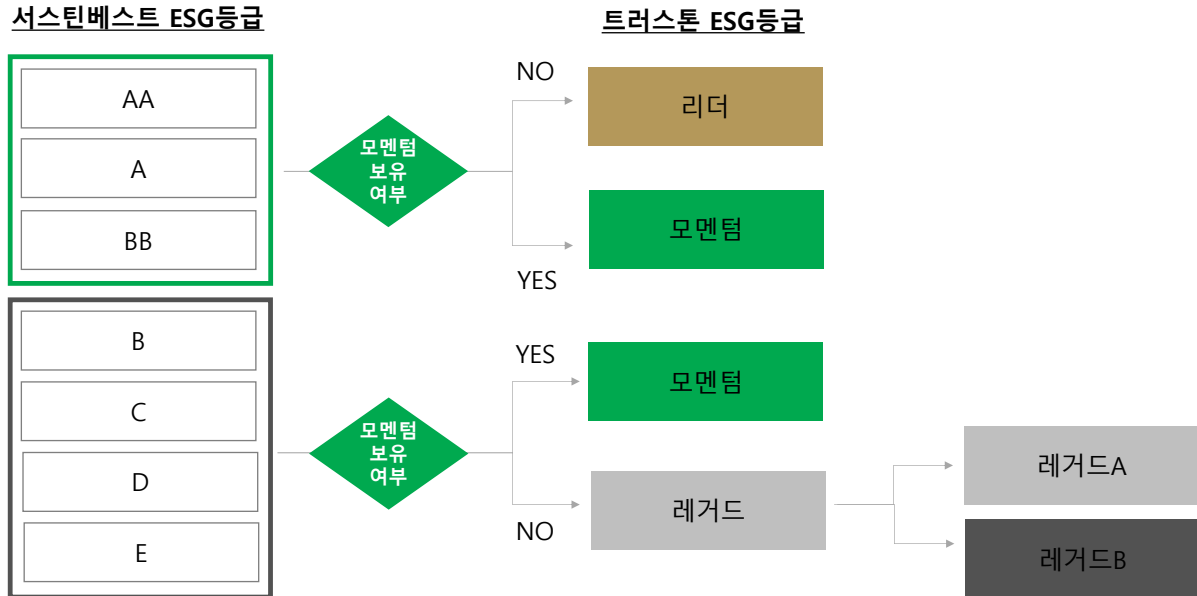 서스틴베스트 ESG등급
트러스톤 ESG등급
AA
A
BB
모멘텀
보유
여부
NO
리더
모멘텀
YES
B
C
D
E
모멘텀
보유
여부
YES
모멘텀
레거드
NO
레거드A
레거드B